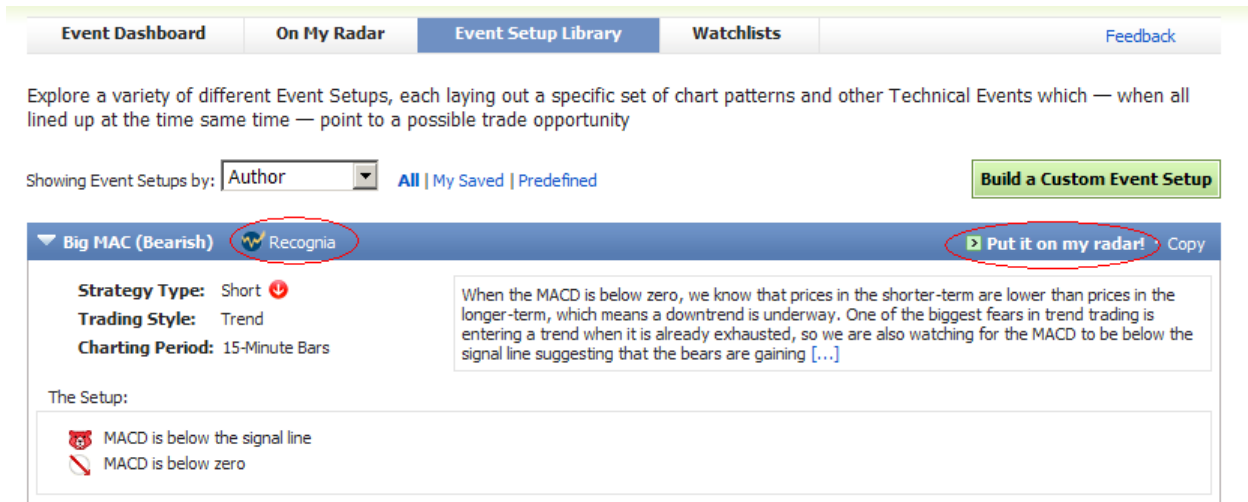 Event Dashboard On My Radar Event Setup Library Watchlists Feedback
Explore a variety of different Event Setups, each laying out a specific set of chart patterns and other Technical Events which — when all
lined up at the time same time — point to a possible trade opportunity
Showing Event Setups by: Author All | My Saved | Predefined Build a Custom Event Setup
Big MAC (Bearish) Recognia Put it on my radar! Copy
Strategy Type: Short
Trading Style: Trend
Charting Period: 15-Minute Bars
When the MACD is below zero, we know that prices in the shorter-term are lower than prices in the
longer-term, which means a downtrend is underway. One of the biggest fears in trend trading is
entering a trend when it is already exhausted, so we are also watching for the MACD to be below the
signal line suggesting that the bears are gaining [...]
The Setup:
MACD is below the signal line
MACD is below zero